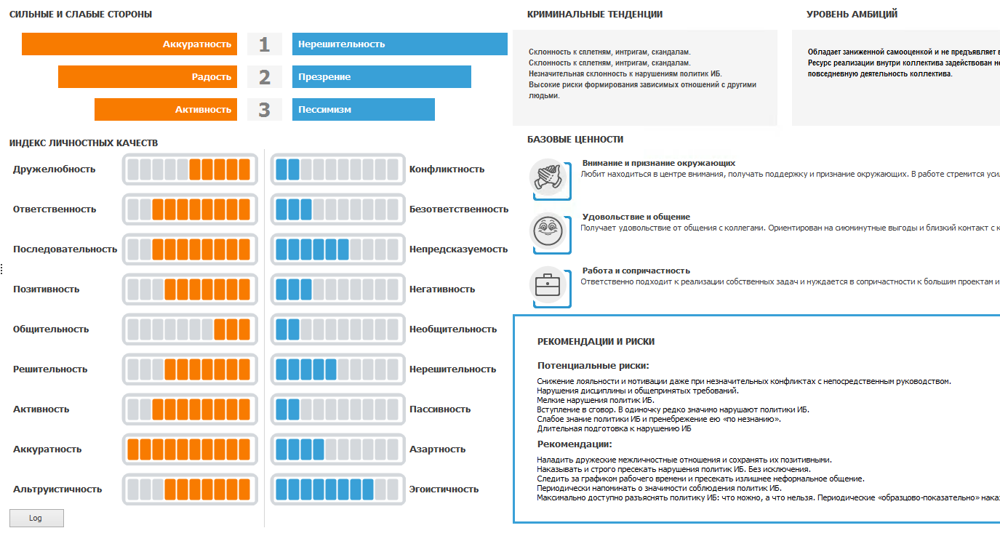 СИЛЬНЫЕ И СЛАБЫЕ СТОРОНЫ
Аккуратность 1 Нерешительность
Радость 2 Презрение
Активность 3 Пессимизм
ИНДЕКС ЛИЧНОСТНЫХ КАЧЕСТВ
Дружелюбность Конфликтность
Ответственность Безответственность
Последовательность Непредсказуемость
Позитивность Негативность
Общительность Необщительность
Решительность Нерешительность
Активность Пассивность
Аккуратность Азартность
Альтруистичность Эгоистичность
Log
КРИМИНАЛЬНЫЕ ТЕНДЕНЦИИ
Склонность к сплетням, интригам, скандалам.
Склонность к сплетням, интригам, скандалам.
Незначительная склонность к нарушениям политик ИБ.
Высокие риски формирования зависимых отношений с другими
людьми.
УРОВЕНЬ АМБИЦИЙ
Обладает заниженной самооценкой и не предъявляет
Ресурс реализации внутри коллектива задействован
повседневную деятельность коллектива.
БАЗОВЫЕ ЦЕННОСТИ
Внимание и признание окружающих
Любит находиться в центре внимания, получать поддержку и признание окружающих. В работе стремится
Удовольствие и общение
Получает удовольствие от общения с коллегами. Ориентирован на сиюминутные выгоды и близкий контакт с
Работа и сопричастность
Ответственно подходит к реализации собственных задач и нуждается в сопричастности к большим проектам и
РЕКОМЕНДАЦИИ И РИСКИ
Потенциальные риски:
Снижение лояльности и мотивации даже при незначительных конфликтах с непосредственным руководством.
Нарушения дисциплины и общепринятых требований.
Мелкие нарушения политик ИБ.
Вступление в сговор. В одиночку редко значимо нарушают политики ИБ.
Слабое знание политики ИБ и пренебрежение ею «по незнанию».
Длительная подготовка к нарушению ИБ
Рекомендации:
Наладить дружеские межличностные отношения и сохранять их позитивными.
Наказывать и строго пресекать нарушения политик ИБ. Без исключения.
Следить за графиком рабочего времени и пресекать излишнее неформальное общение.
Периодически напоминать о значимости соблюдения политик ИБ.
Максимально доступно разъяснять политику ИБ: что можно, а что нельзя. Периодические «образцово-показательно»